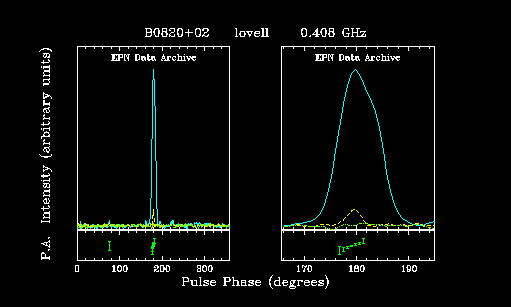 B0820+02 lovell 0.408 GHz
EPN Data Archive EPN Data Archive
P.A. Intensity (arbitrary units)
0 100 200 300 170 180 190
Pulse Phase (degrees)